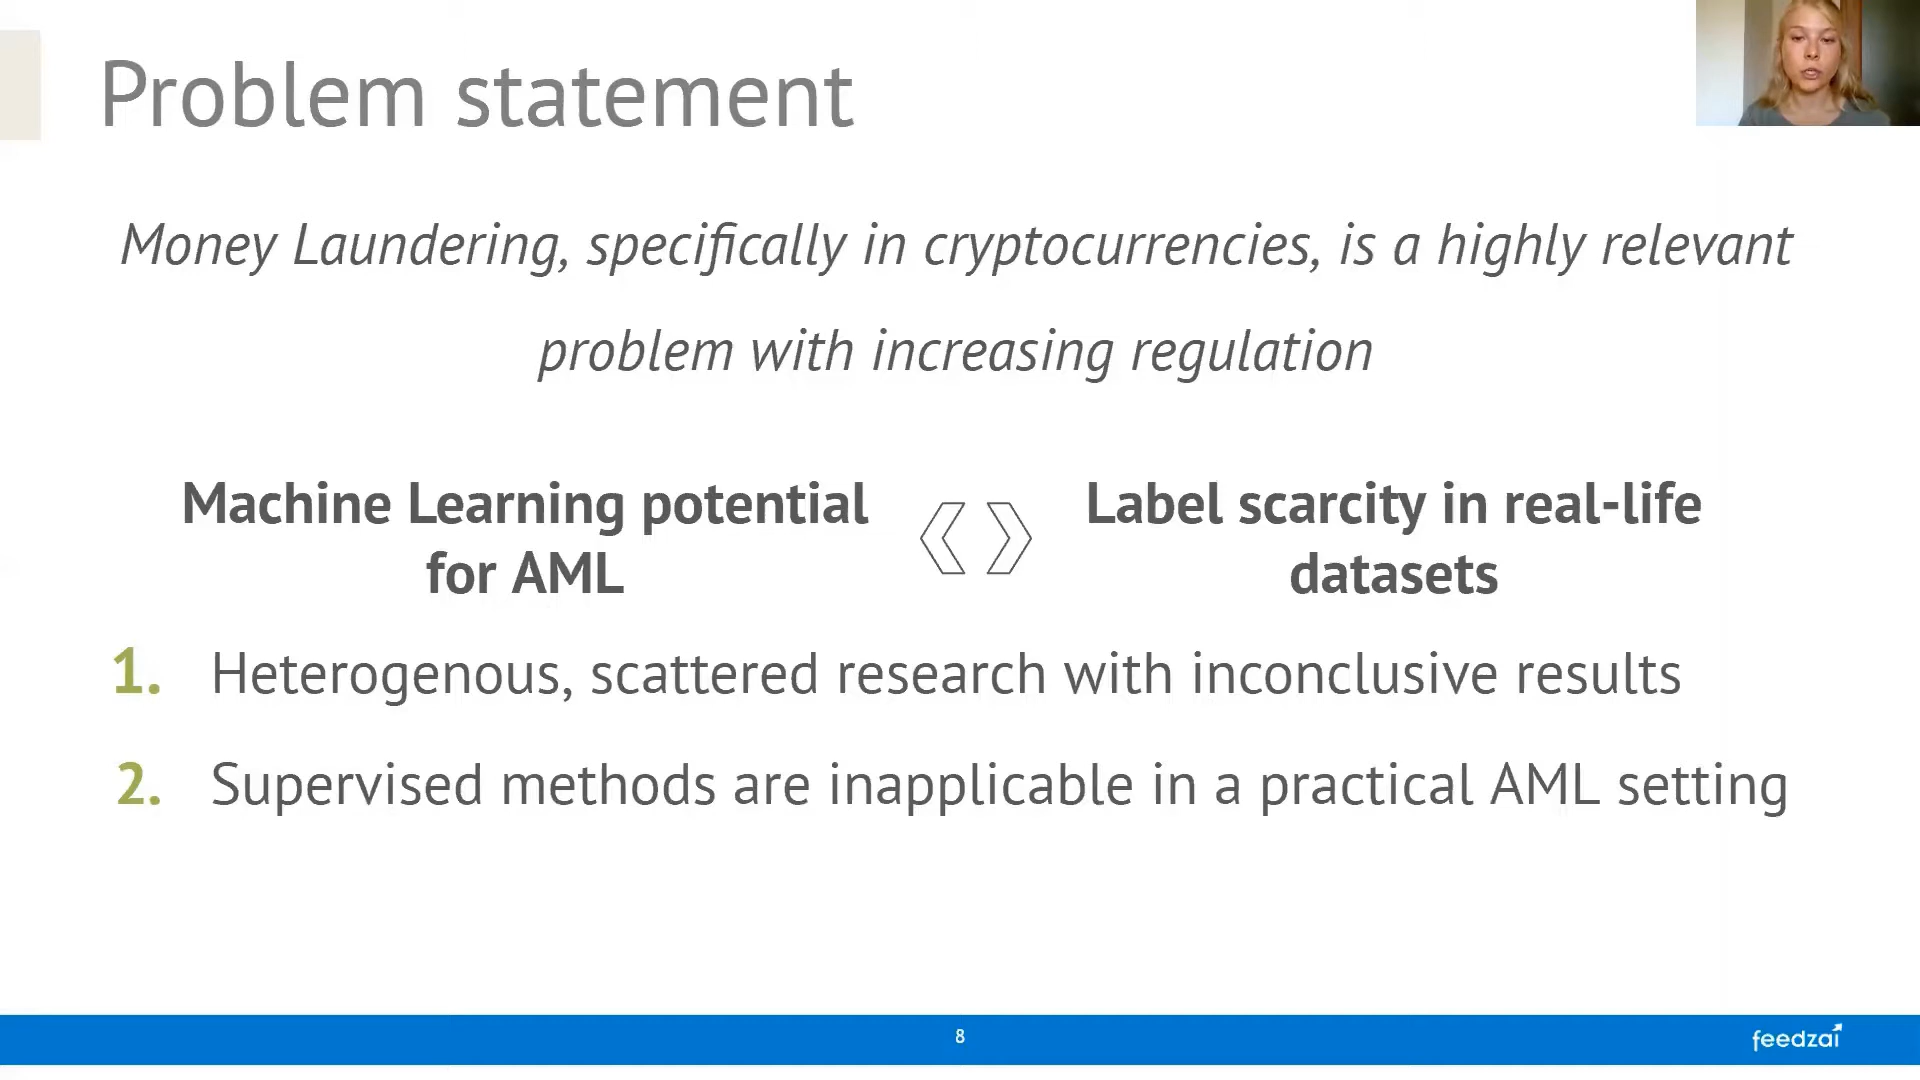 Problem statement
Money Laundering, specifically in cryptocurrencies, is a highly relevant
problem with increasing regulation
Machine Learning potential
for AML
Label scarcity in real-life
datasets
1. Heterogenous, scattered research with inconclusive results
2. Supervised methods are inapplicable in a practical AML setting
8
feedzai